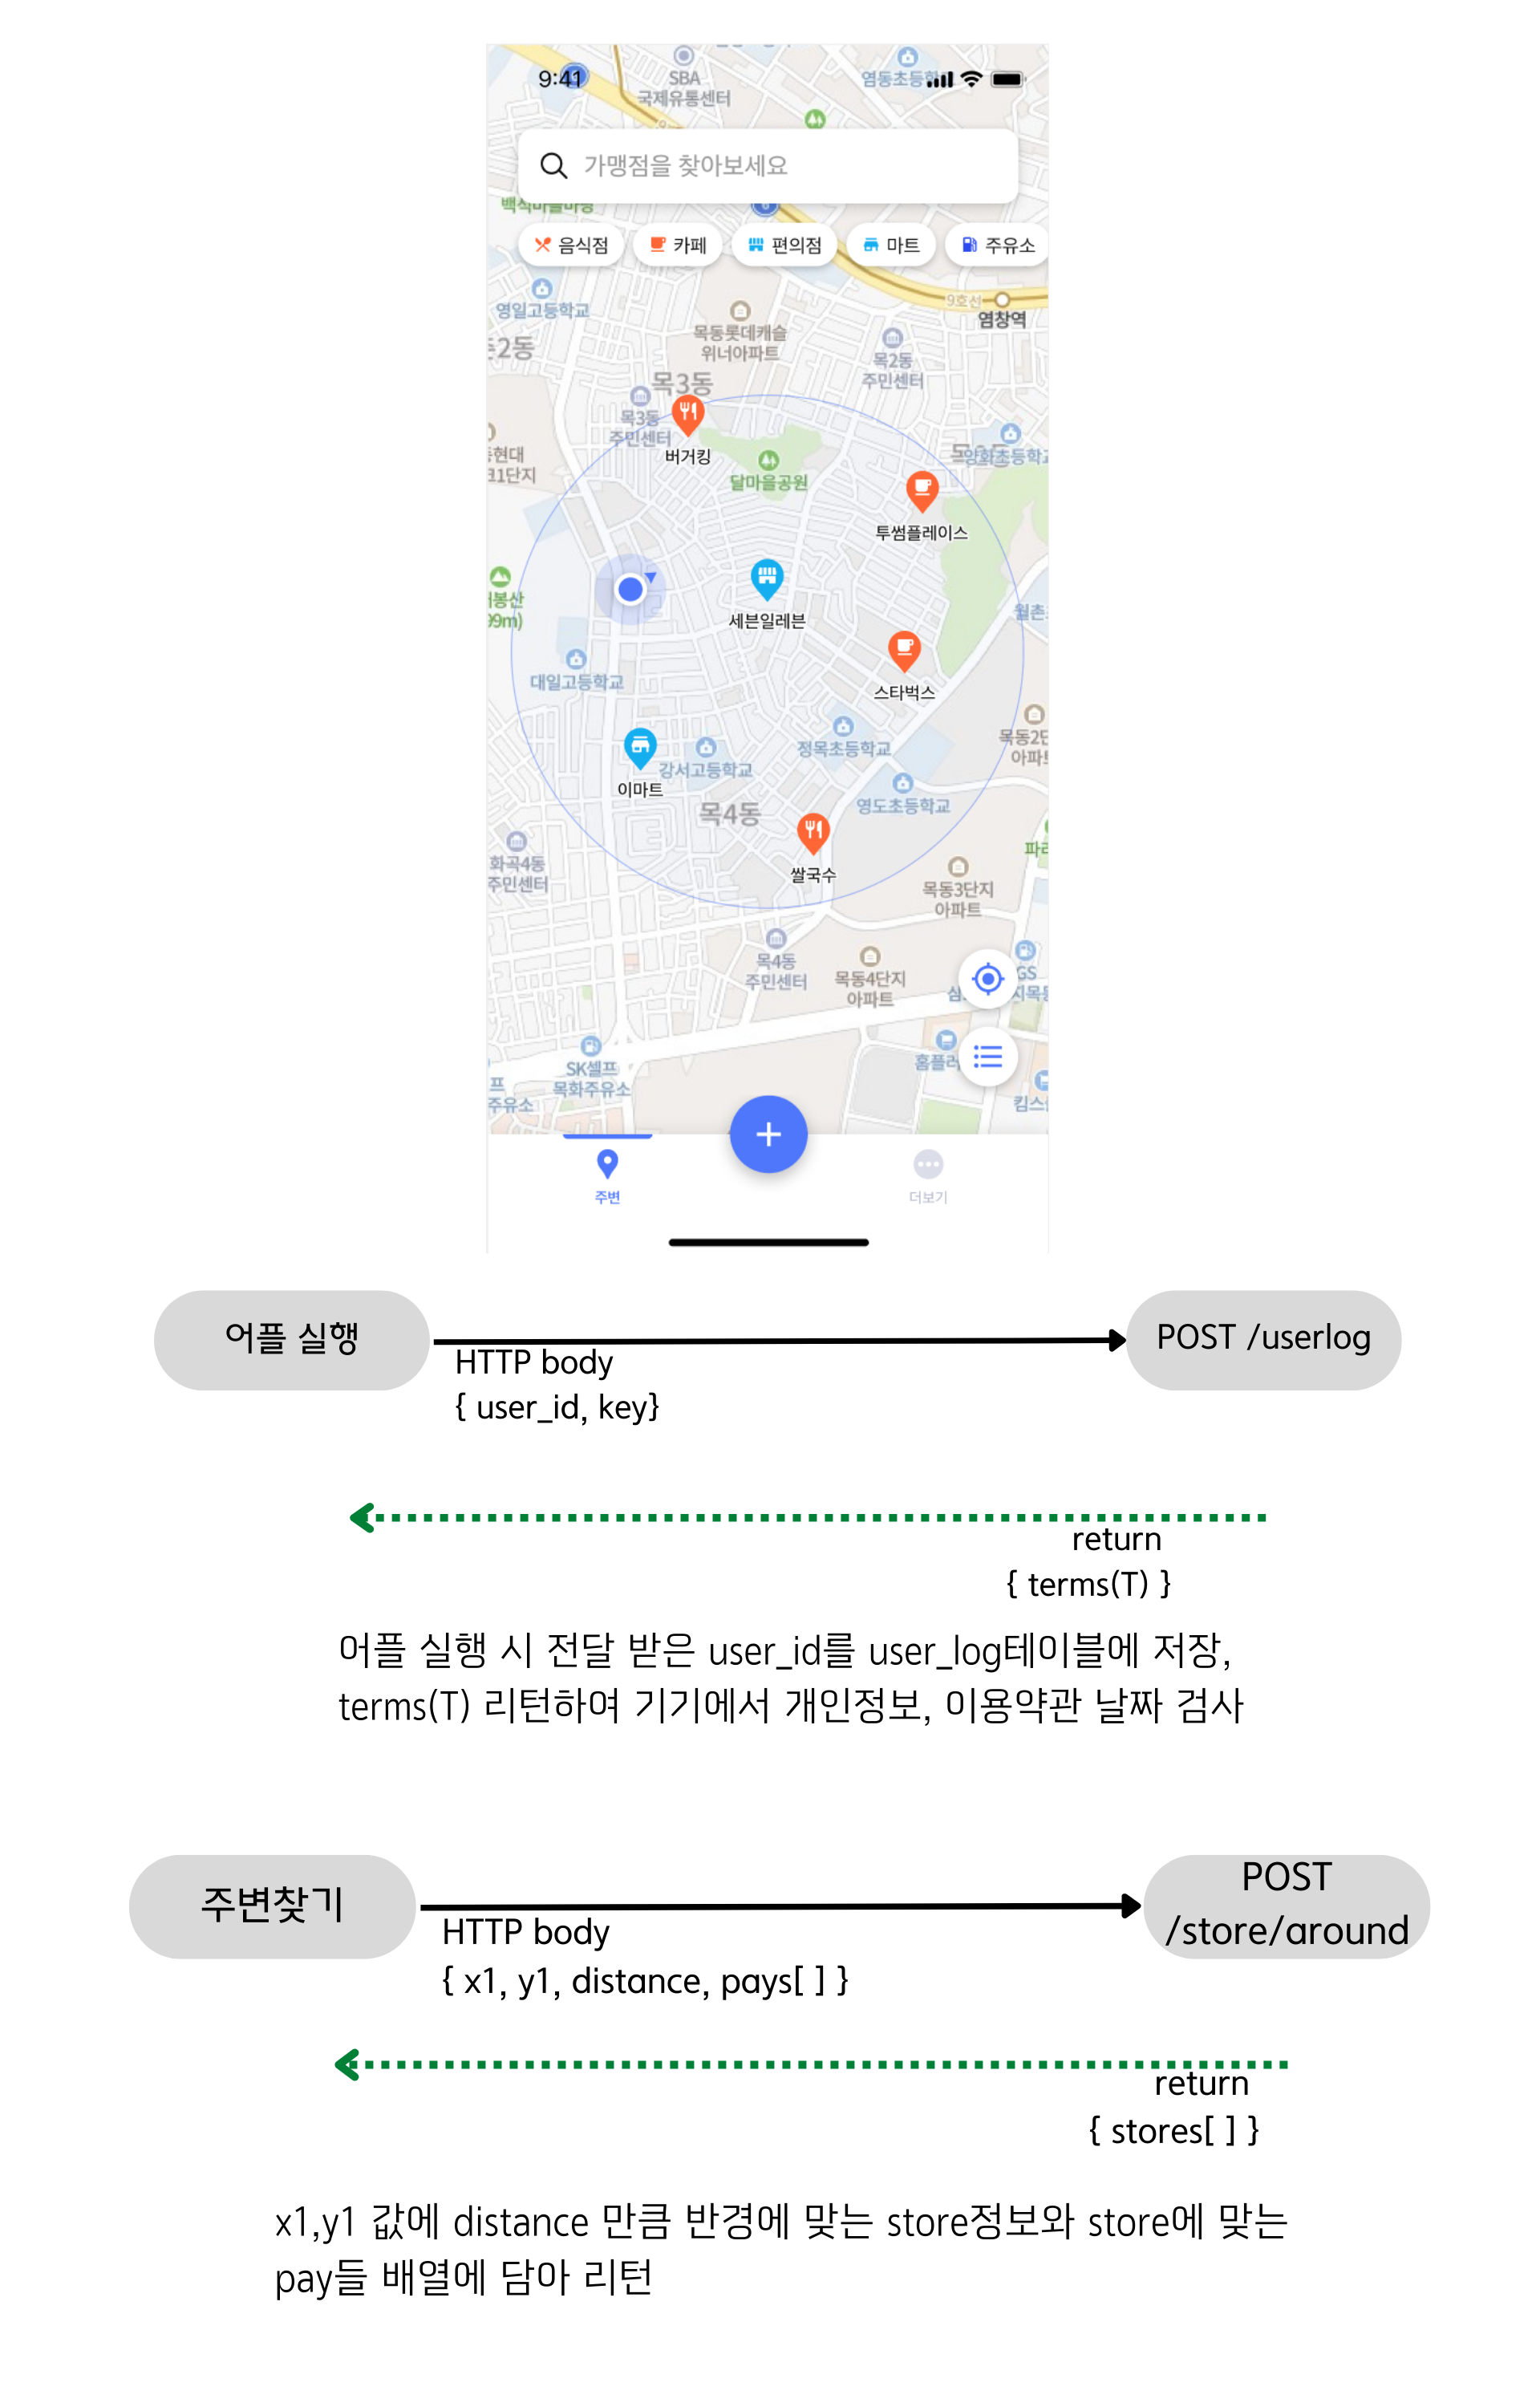 9:41
SBA
국제유통센터
가맹점을 찾아보세요
음식점
카페
편의점
마트
주유소
영일고등학교
9호선
염창역
목동롯데캐슬
위너아파트
목2동
주민센터
목3동
목3동
주민센터
버거킹
달마을공원
투썸플레이스
세븐일레븐
대일고등학교
스타벅스
정목초등학교
이마트
강서고등학교
목4동
영도초등학교
쌀국수
화곡4동
주민센터
목동3단지
아파트
목4동
주민센터
목동4단지
아파트
GS
SK셀프
목화주유소
주변
더보기
어플 실행
POST /userlog
HTTP body
{ user_id, key}
return
{ terms(T) }
어플 실행 시 전달 받은 user_id를 user_log테이블에 저장,
terms(T) 리턴하여 기기에서 개인정보, 이용약관 날짜 검사
주변찾기
POST
/store/around
HTTP body
{ x1, y1, distance, pays[ ] }
return
{ stores[ ] }
x1,y1 값에 distance 만큼 반경에 맞는 store정보와 store에 맞는
pay들 배열에 담아 리턴